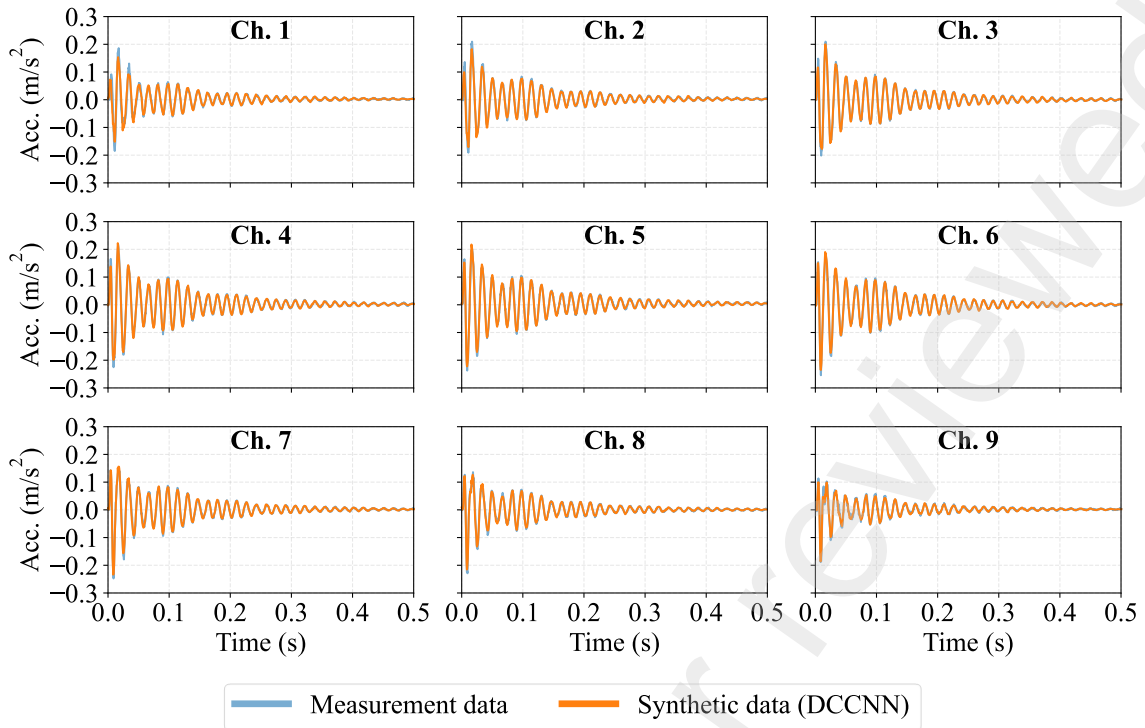 Ch. 1 Ch. 2 Ch. 3
Acc. (m/s²)
0.3
0.2
0.1
0.0
−0.1
−0.2
−0.3
Ch. 4 Ch. 5 Ch. 6
Acc. (m/s²)
0.3
0.2
0.1
0.0
−0.1
−0.2
−0.3
Ch. 7 Ch. 8 Ch. 9
Acc. (m/s²)
0.3
0.2
0.1
0.0
−0.1
−0.2
−0.3
0.0 0.1 0.2 0.3 0.4 0.5 0.0 0.1 0.2 0.3 0.4 0.5 0.0 0.1 0.2 0.3 0.4 0.5
Time (s) Time (s) Time (s)
Measurement data Synthetic data (DCCNN)
r reviewed